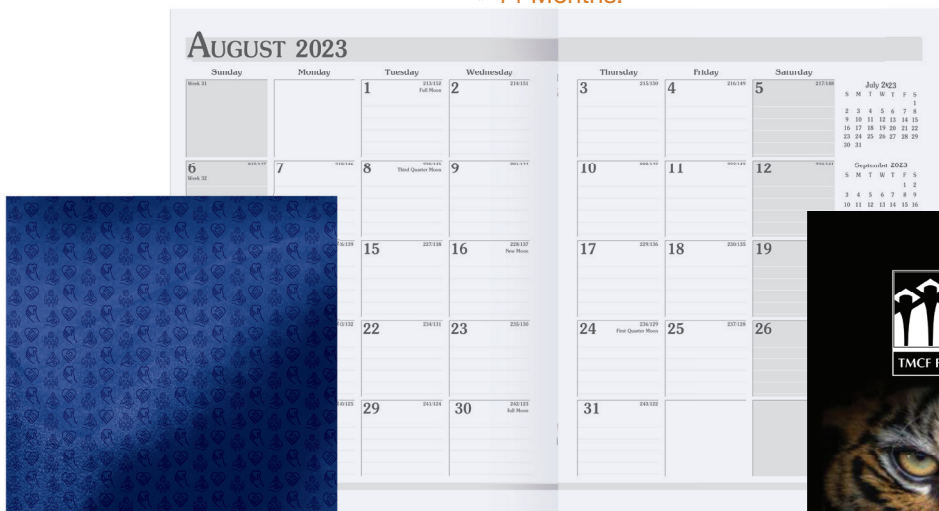 14 Months.
AUGUST 2023
Sunday Monday Tuesday Wednesday Thursday Friday Saturday
Week 31
1 213/152 Full Moon
2 214/151
3 215/150
4 216/149
5 217/148
July 2023
S M T W T F S
1
2 3 4 5 6 7 8
9 10 11 12 13 14 15
16 17 18 19 20 21 22
23 24 25 26 27 28 29
30 31
6
Week 32
7
8 Third Quarter Moon
9
10
11
12
September 2023
S M T W T F S
1 2
3 4 5 6 7 8 9
10 11 12 13 14 15 16
15 227/138
16 228/137 New Moon
17 229/136
18 230/135
19
22 234/131
23 235/130
24 236/129 First Quarter Moon
25 237/128
26
29 241/124
30 242/123 Full Moon
31 243/122
TMCF